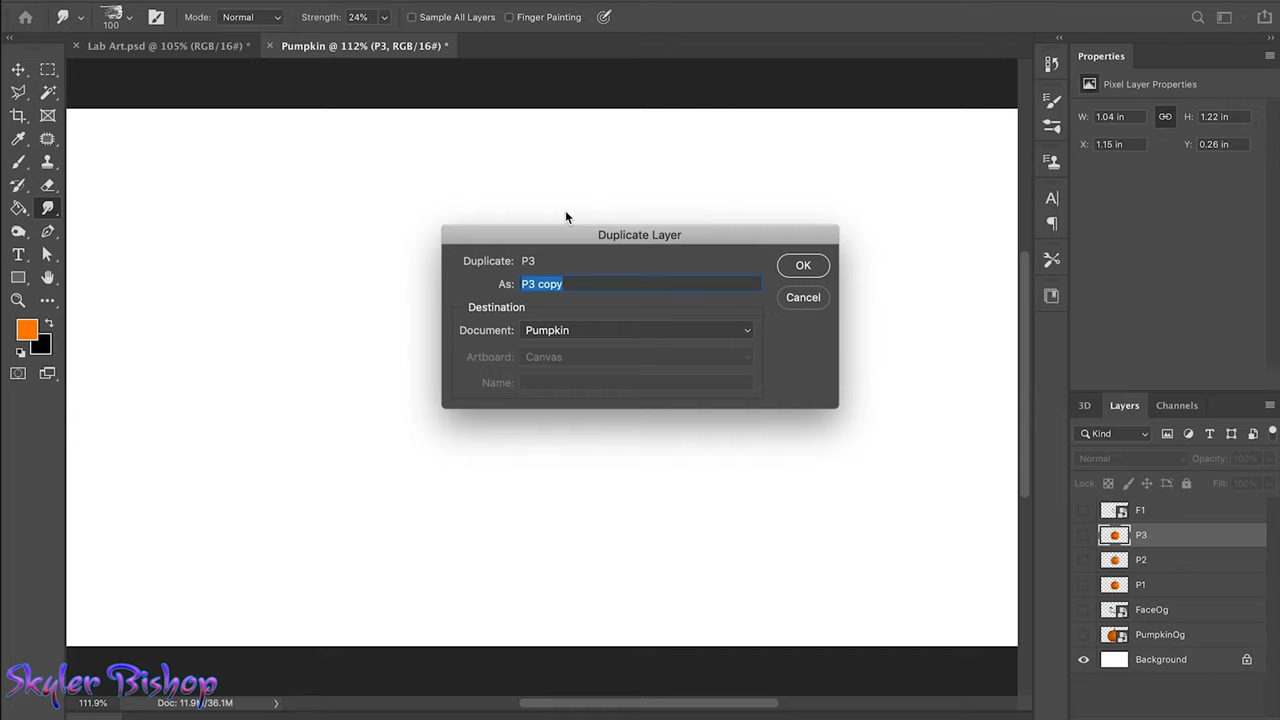 100 Mode: Normal Strength: 24% Sample All Layers Finger Painting
Lab Art.psd @ 105% (RGB/16#) * Pumpkin @ 112% (P3, RGB/16#) *
Properties
Pixel Layer Properties
W: 1.04 in H: 1.22 in
X: 1.15 in Y: 0.26 in
Duplicate Layer
Duplicate: P3
As: P3 copy
OK
Destination
Cancel
Document: Pumpkin
Artboard: Canvas
Name:
3D Layers Channels
Kind
Normal Opacity: 100%
Lock: Fill: 100%
F1
P3
P2
P1
FaceOg
PumpkinOg
Background
Skyler Bishop
111.9% Doc: 11.9M/36.1M